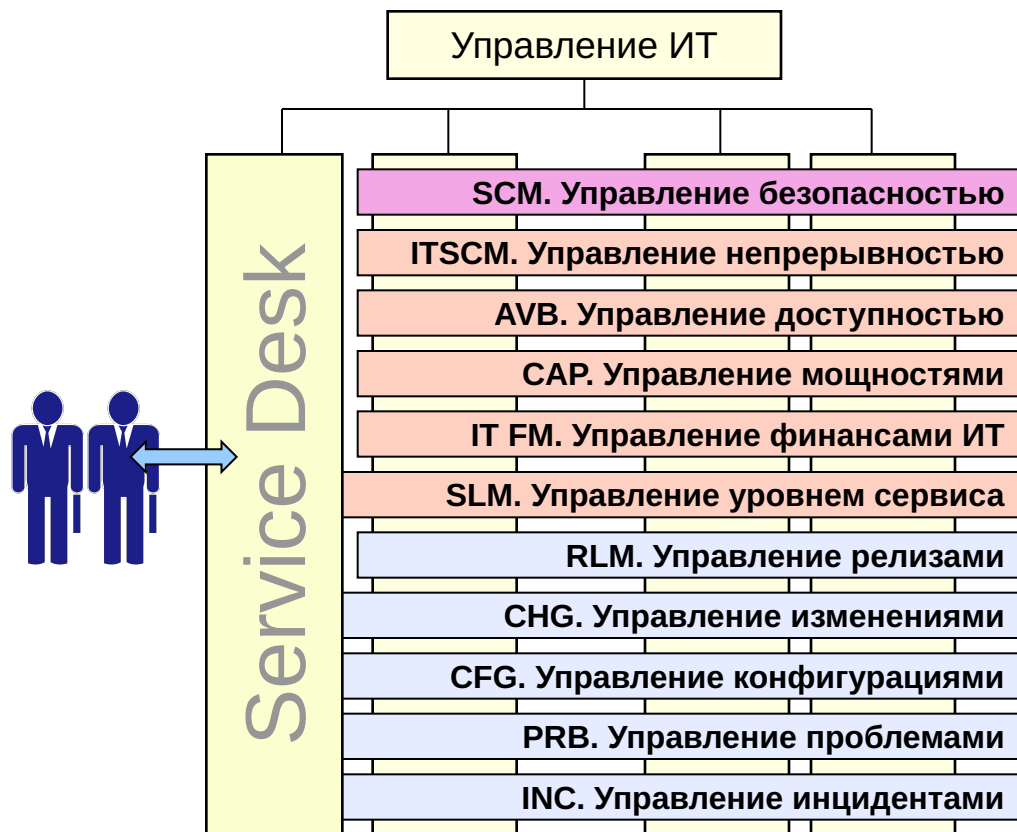 Управление ИТ
Service Desk
SCM. Управление безопасностью
ITSCM. Управление непрерывностью
AVB. Управление доступностью
CAP. Управление мощностями
IT FM. Управление финансами ИТ
SLM. Управление уровнем сервиса
RLM. Управление релизами
CHG. Управление изменениями
CFG. Управление конфигурациями
PRB. Управление проблемами
INC. Управление инцидентами